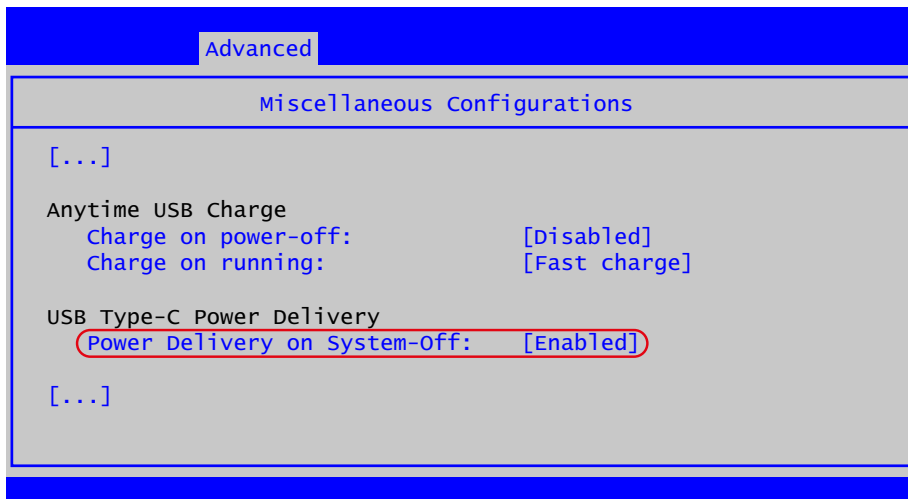 Advanced
Miscellaneous Configurations
[...]
Anytime USB Charge
Charge on power-off: [Disabled]
Charge on running: [Fast charge]
USB Type-C Power Delivery
Power Delivery on System-Off: [Enabled]
[...]